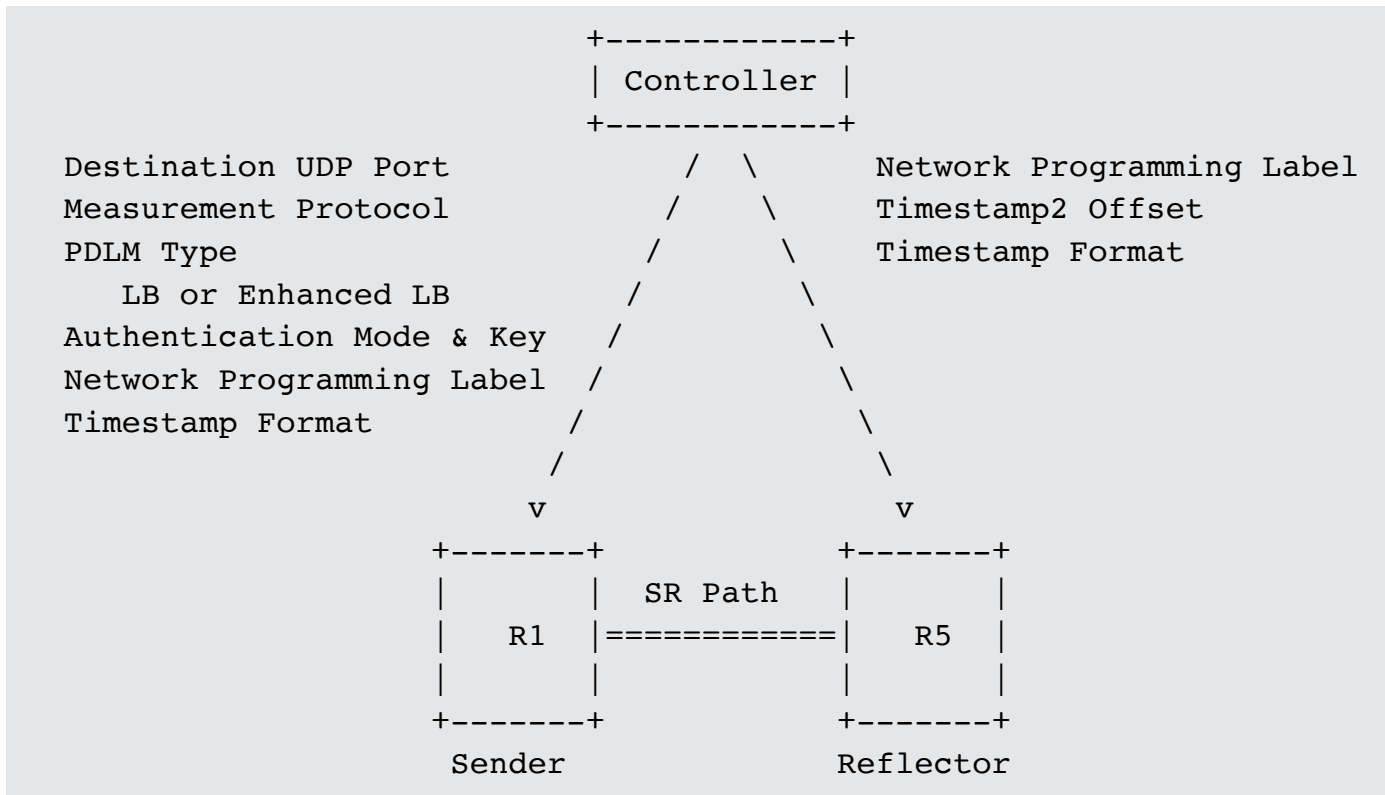 Controller
Destination UDP Port
Network Programming Label
Measurement Protocol
Timestamp2 Offset
PDLM Type
Timestamp Format
LB or Enhanced LB
Authentication Mode & Key
Network Programming Label
Timestamp Format
v v
SR Path
R1 R5
Sender Reflector